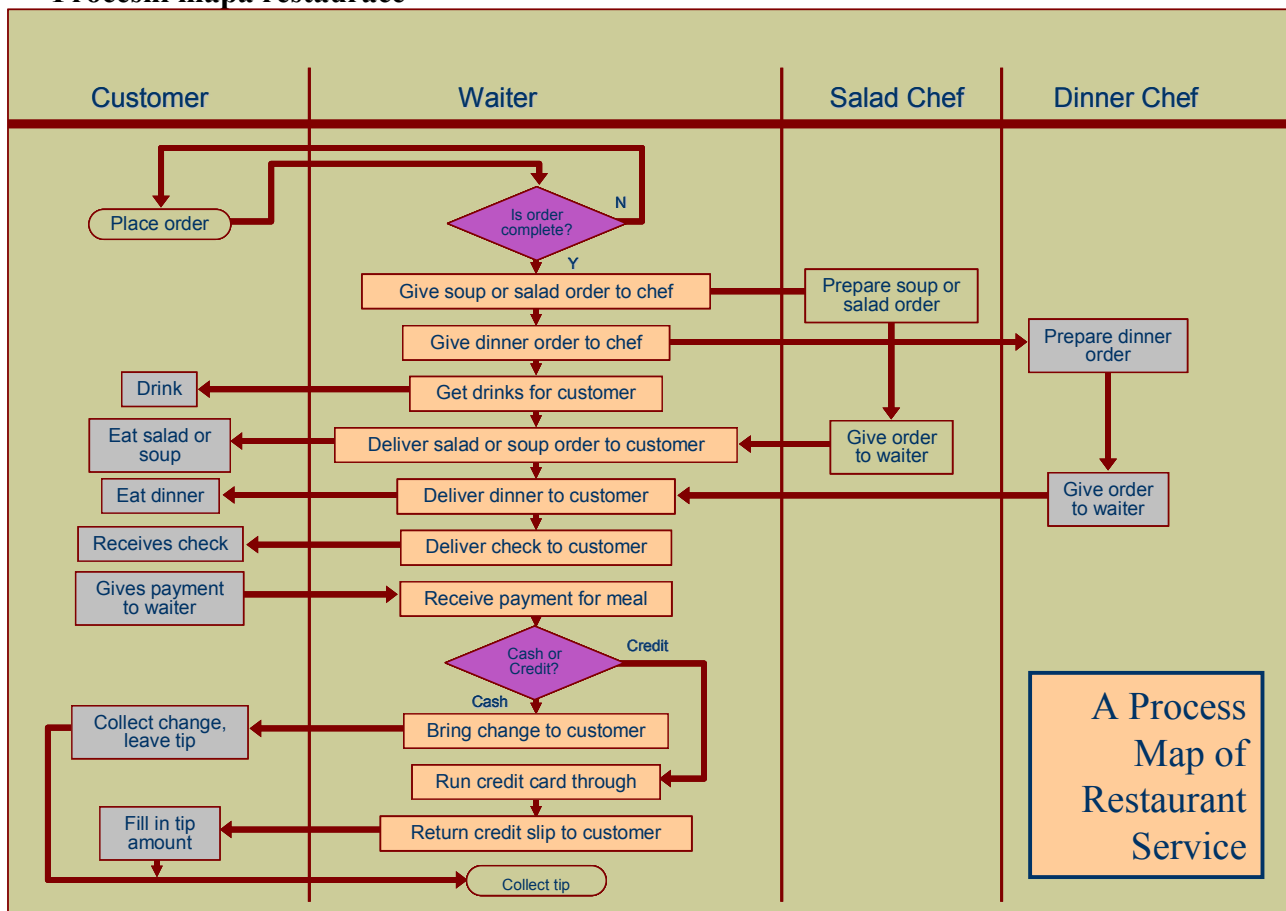 Procesní mapa restaurace
Customer
Waiter
Salad Chef
Dinner Chef
Place order
Is order
complete?
N
Y
Give soup or salad order to chef
Prepare soup or
salad order
Give dinner order to chef
Prepare dinner
order
Drink
Get drinks for customer
Eat salad or
soup
Deliver salad or soup order to customer
Give order
to waiter
Eat dinner
Deliver dinner to customer
Give order
to waiter
Receives check
Deliver check to customer
Gives payment
to waiter
Receive payment for meal
Cash or
Credit?
Credit
Cash
Collect change,
leave tip
Bring change to customer
Run credit card through
Fill in tip
amount
Return credit slip to customer
Collect tip
A Process
Map of
Restaurant
Service